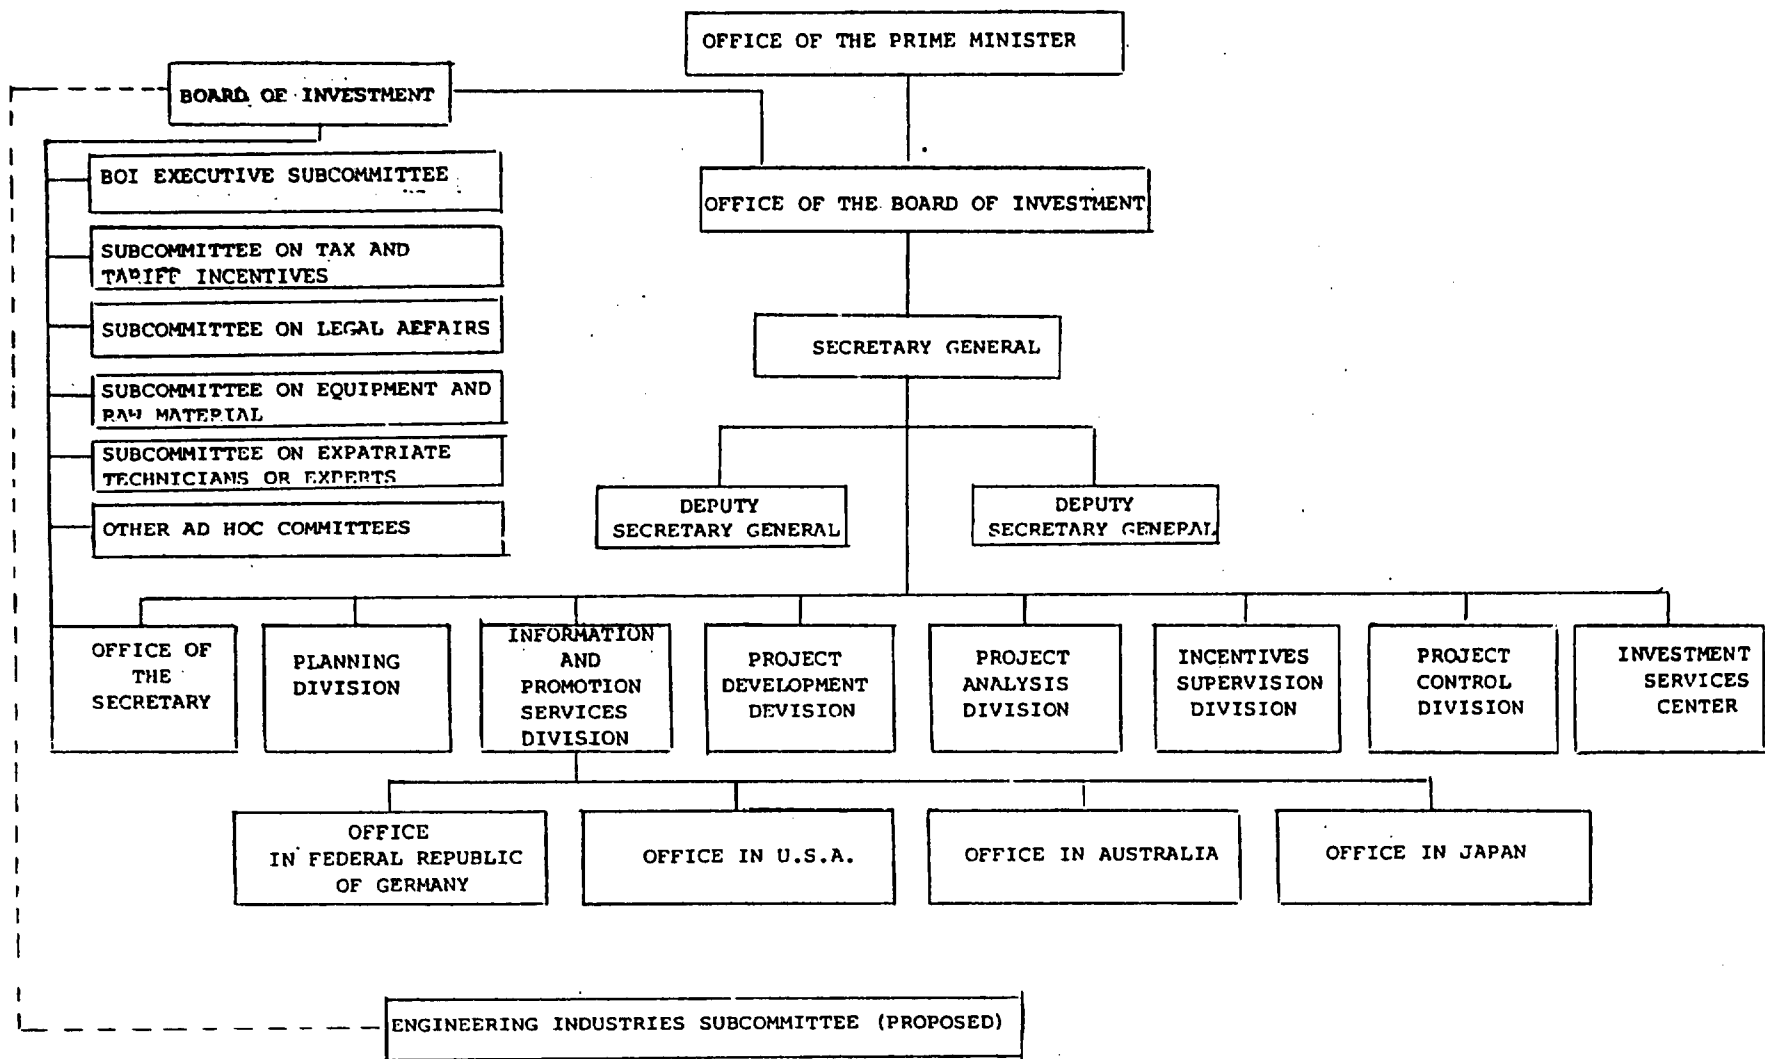 OFFICE OF THE PRIME MINISTER
BOARD OF INVESTMENT
BOI EXECUTIVE SUBCOMMITTEE
OFFICE OF THE BOARD OF INVESTMENT
SUBCOMMITTEE ON TAX AND
TARIFF INCENTIVES
SUBCOMMITTEE ON LEGAL AFFAIRS
SECRETARY GENERAL
SUBCOMMITTEE ON EQUIPMENT AND
RAW MATERIAL
SUBCOMMITTEE ON EXPATRIATE
TECHNICIANS OR EXPERTS
OTHER AD HOC COMMITTEES
DEPUTY
SECRETARY GENERAL
DEPUTY
SECRETARY GENERAL
OFFICE OF
THE
SECRETARY
PLANNING
DIVISION
INFORMATION
AND
PROMOTION
SERVICES
DIVISION
PROJECT
DEVELOPMENT
DEVISION
PROJECT
ANALYSIS
DIVISION
INCENTIVES
SUPERVISION
DIVISION
PROJECT
CONTROL
DIVISION
INVESTMENT
SERVICES
CENTER
OFFICE
IN FEDERAL REPUBLIC
OF GERMANY
OFFICE IN U.S.A.
OFFICE IN AUSTRALIA
OFFICE IN JAPAN
ENGINEERING INDUSTRIES SUBCOMMITTEE (PROPOSED)